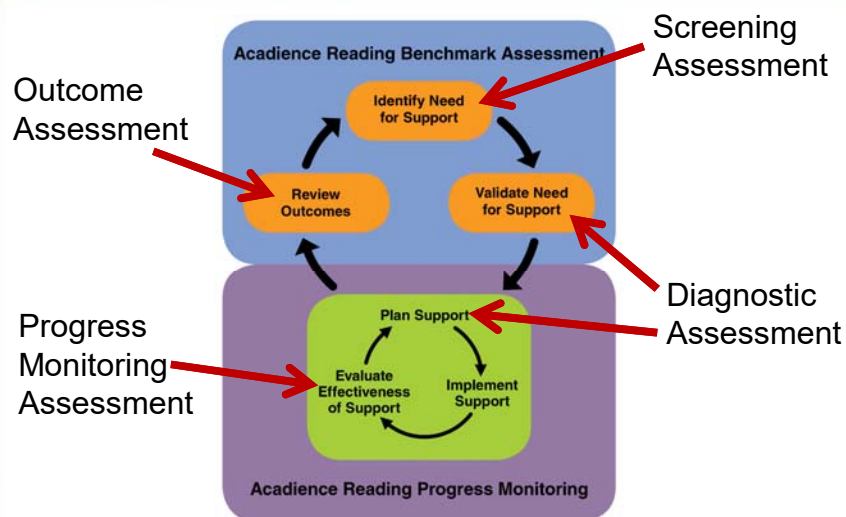 Screening
Assessment
Acadience Reading Benchmark Assessment
Outcome
Assessment
Identify Need
for Support
Review
Outcomes
Validate Need
for Support
Diagnostic
Assessment
Progress
Monitoring
Assessment
Plan Support
Evaluate
Effectiveness
of Support
Implement
Support
Acadience Reading Progress Monitoring